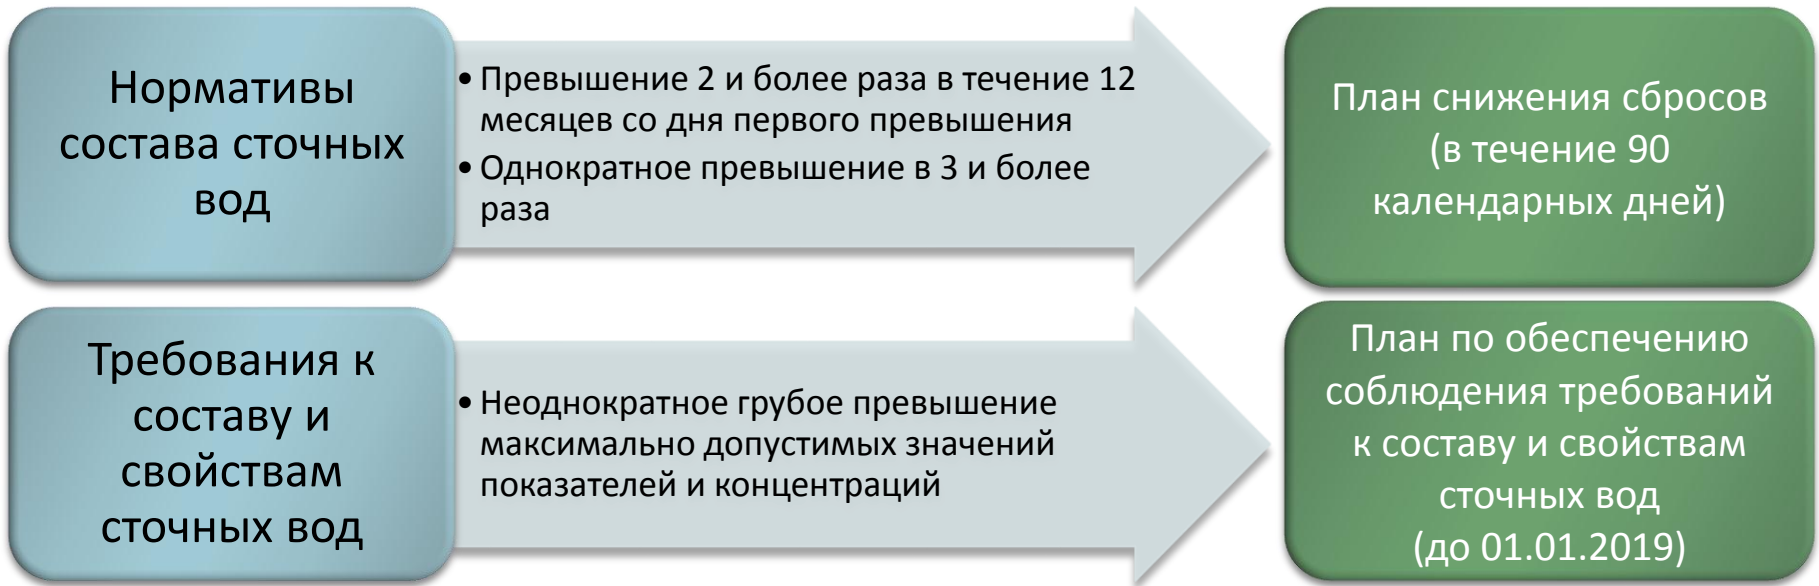 Нормативы
состава сточных
вод
• Превышение 2 и более раза в течение 12
месяцев со дня первого превышения
• Однократное превышение в 3 и более
раза
План снижения сбросов
(в течение 90
календарных дней)
Требования к
составу и
свойствам
сточных вод
• Неоднократное грубое превышение
максимально допустимых значений
показателей и концентраций
План по обеспечению
соблюдения требований
к составу и свойствам
сточных вод
(до 01.01.2019)